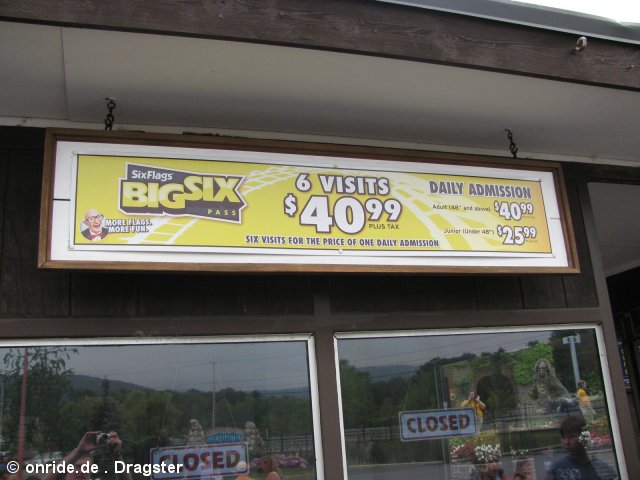 SixFlags
BIGSIX
PASS
MORE FLAGS.
MORE FUN.
6 VISITS
$40 99
PLUS TAX
SIX VISITS FOR THE PRICE OF ONE DAILY ADMISSION
DAILY ADMISSION
Adult (48" and above) $40 99
Junior (Under 48") $25 99
CLOSED
CLOSED
© onride.de . Dragster